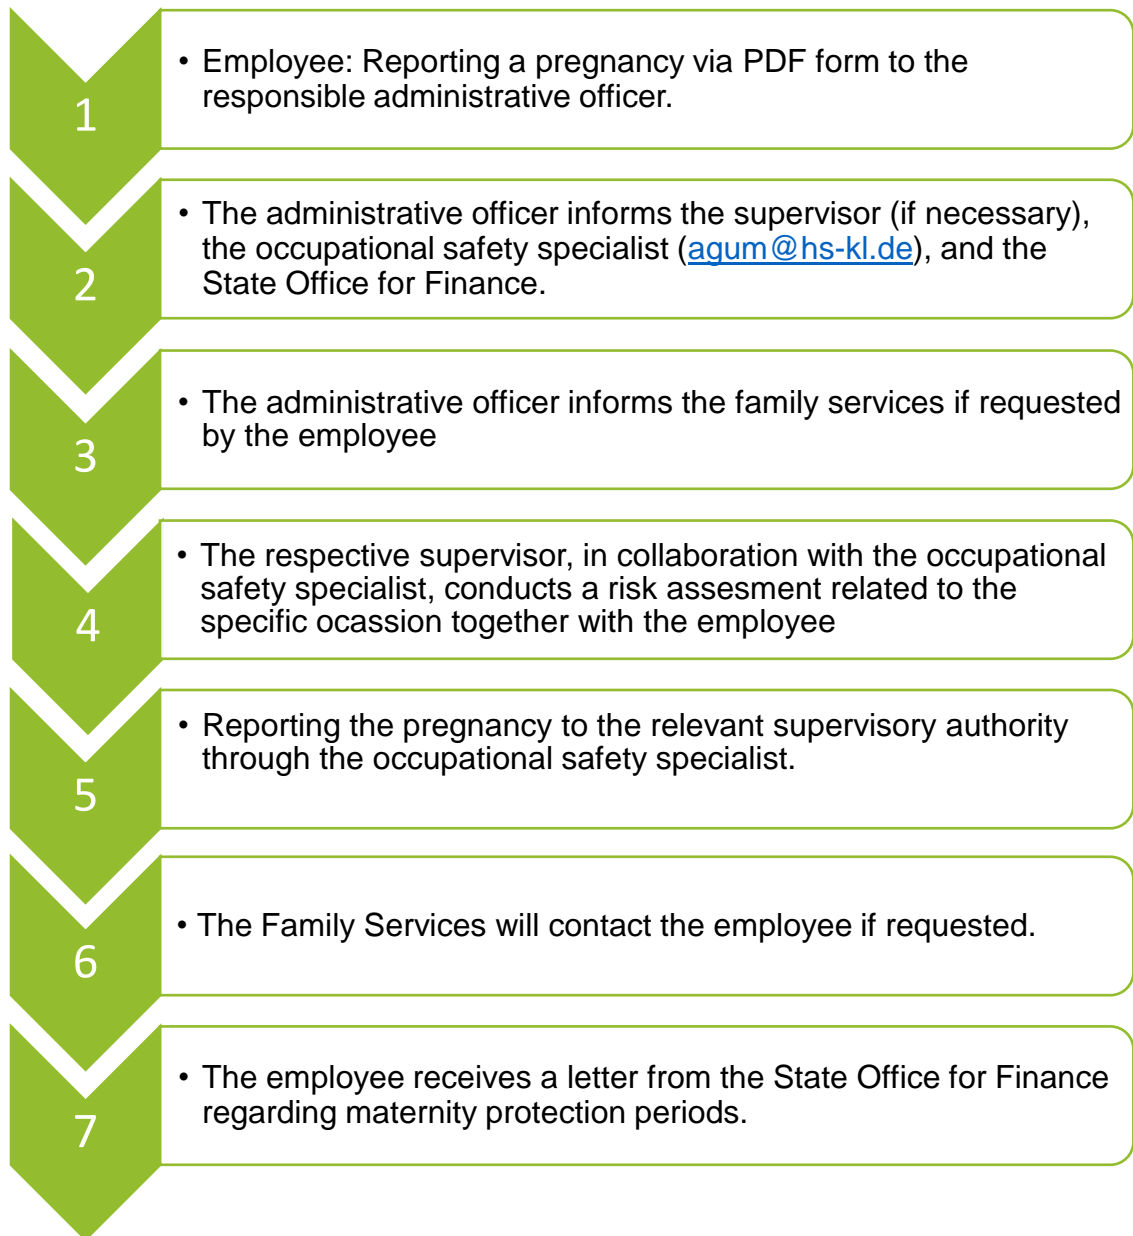 1
• Employee: Reporting a pregnancy via PDF form to the
responsible administrative officer.
2
• The administrative officer informs the supervisor (if necessary),
the occupational safety specialist (agum@hs-kl.de), and the
State Office for Finance.
3
• The administrative officer informs the family services if requested
by the employee
4
• The respective supervisor, in collaboration with the occupational
safety specialist, conducts a risk assesment related to the
specific ocassion together with the employee
5
• Reporting the pregnancy to the relevant supervisory authority
through the occupational safety specialist.
6
• The Family Services will contact the employee if requested.
7
• The employee receives a letter from the State Office for Finance
regarding maternity protection periods.